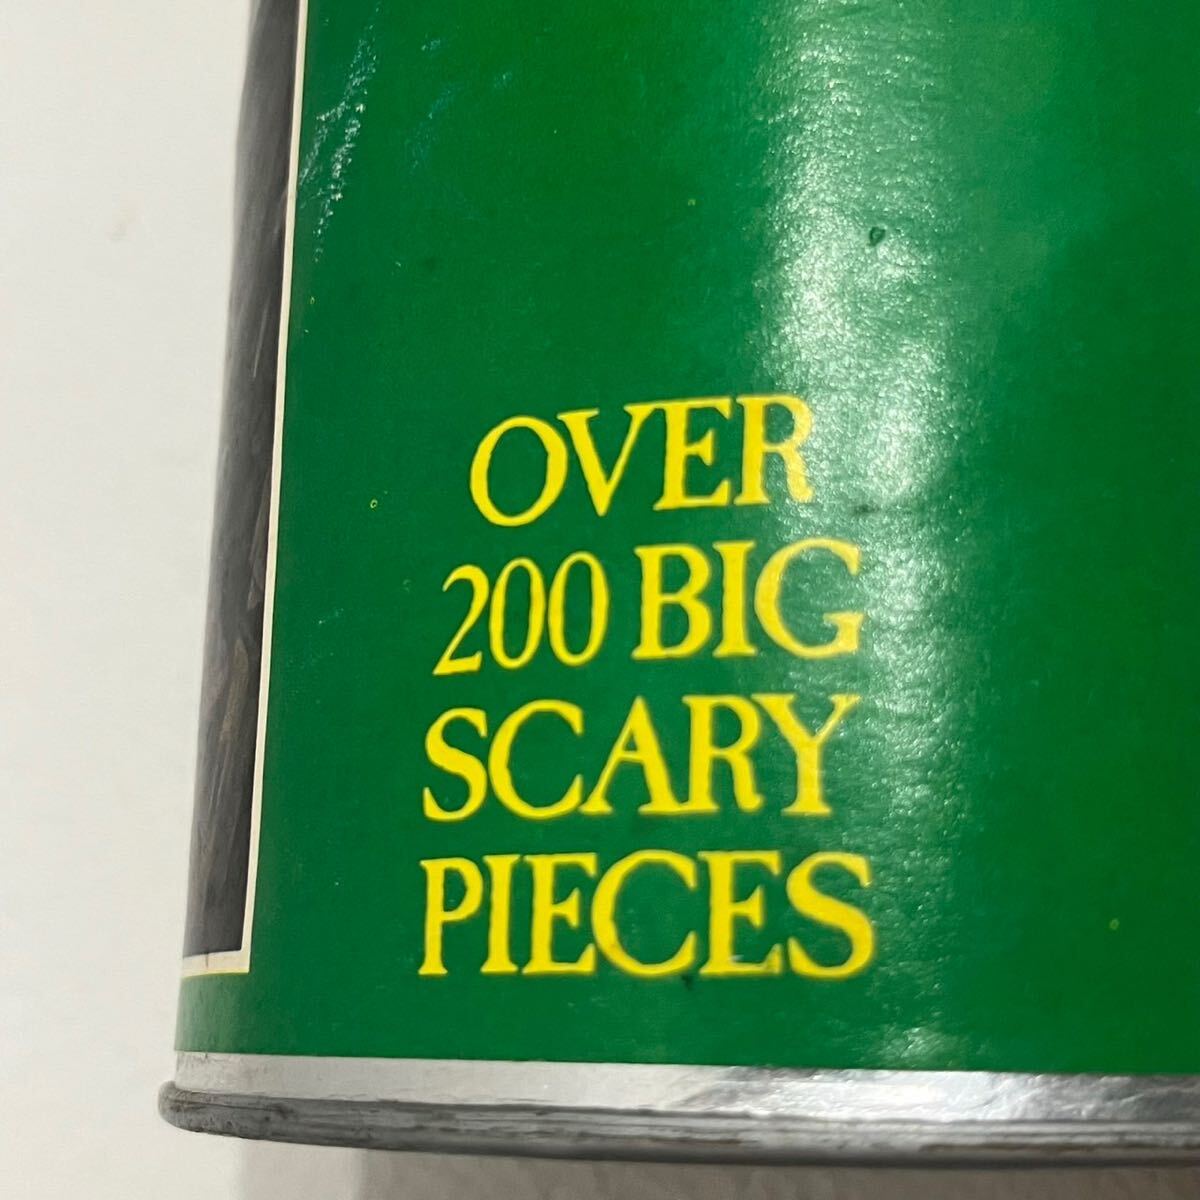 OVER
200 BIG
SCARY
PIECES